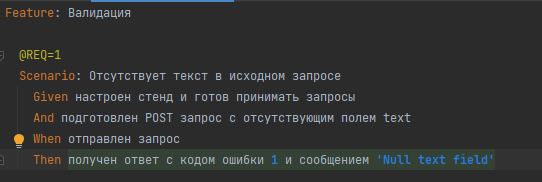 Feature: Валидация
@REQ=1
Scenario: Отсутствует текст в исходном запросе
Given настроен стенд и готов принимать запросы
And подготовлен POST запрос с отсутствующим полем text
When отправлен запрос
Then получен ответ с кодом ошибки 1 и сообщением 'Null text field'